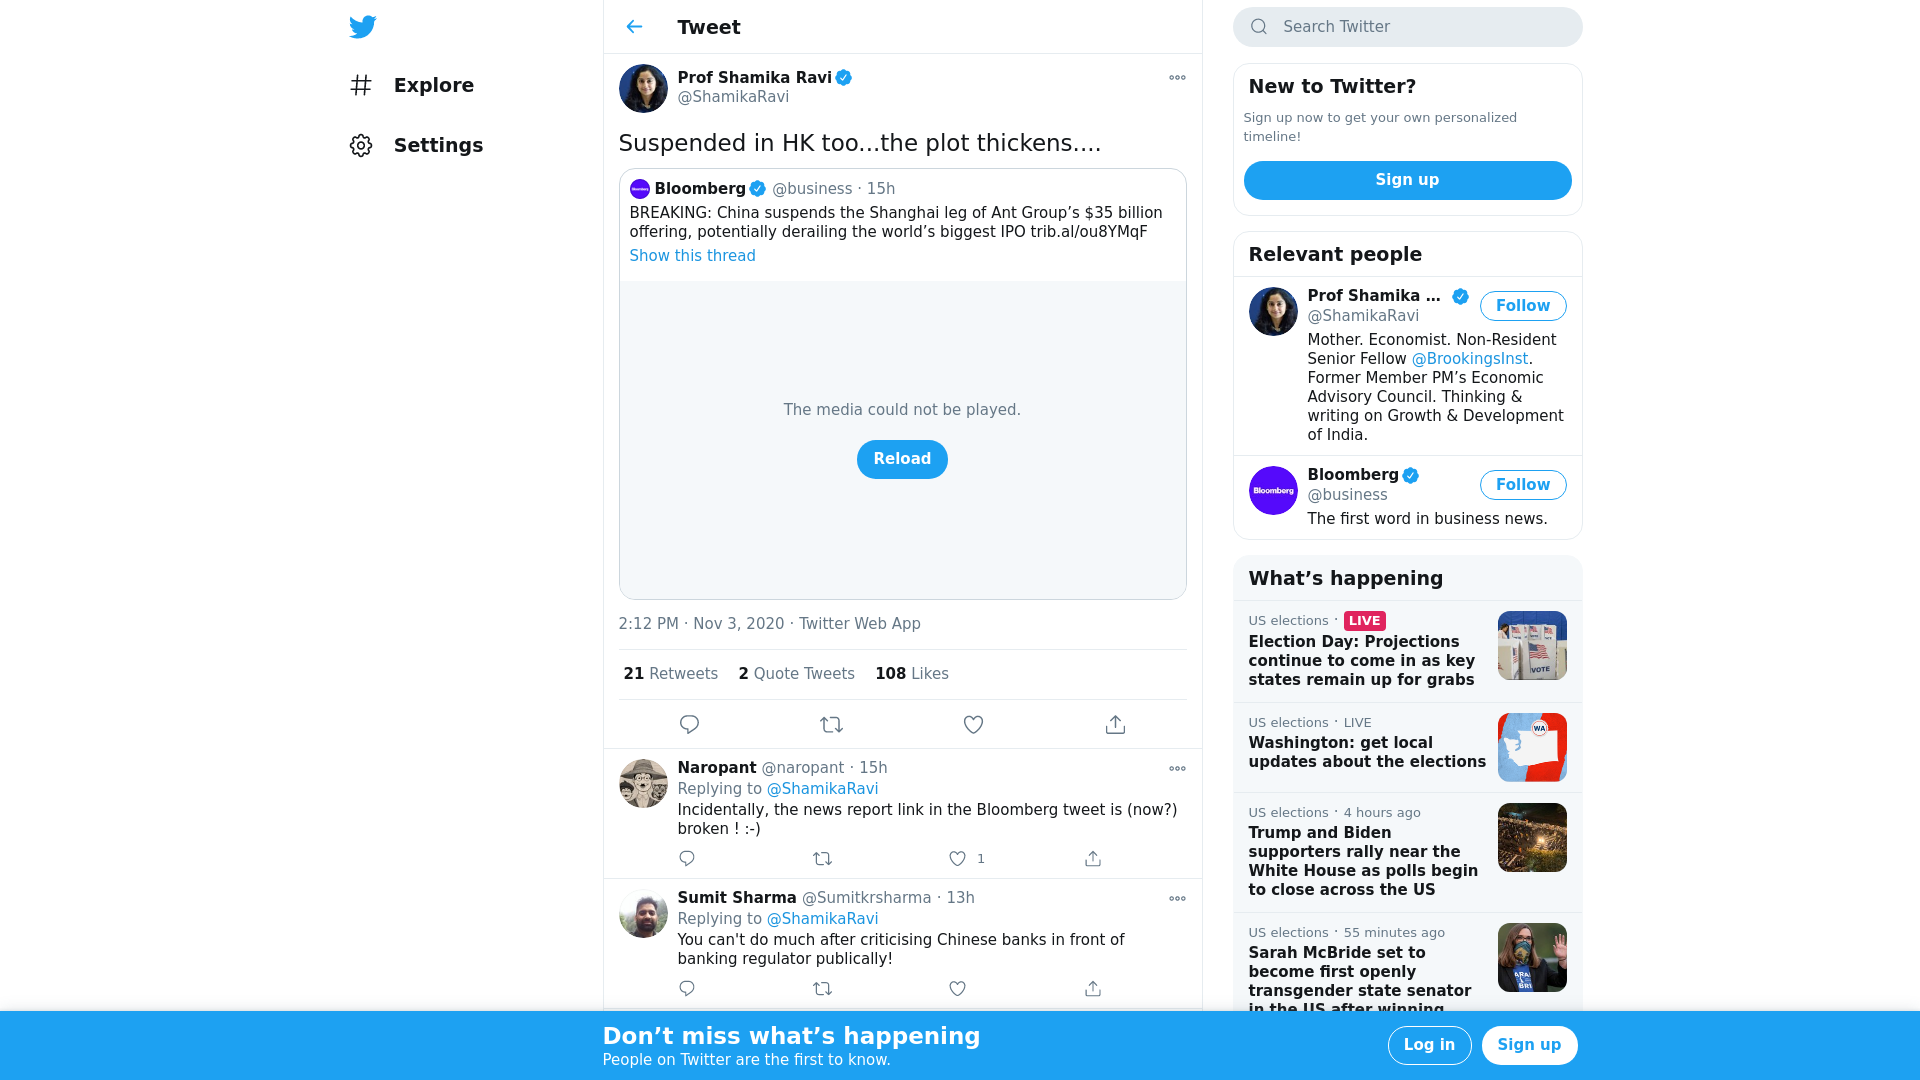 Explore
Settings
Tweet
Prof Shamika Ravi
@ShamikaRavi
Suspended in HK too...the plot thickens....
Bloomberg @business · 15h
BREAKING: China suspends the Shanghai leg of Ant Group’s $35 billion
offering, potentially derailing the world’s biggest IPO trib.al/ou8YMqF
Show this thread
The media could not be played.
Reload
2:12 PM · Nov 3, 2020 · Twitter Web App
21 Retweets 2 Quote Tweets 108 Likes
Naropant @naropant · 15h
Replying to @ShamikaRavi
Incidentally, the news report link in the Bloomberg tweet is (now?)
broken ! :-)
1
Sumit Sharma @Sumitkrsharma · 13h
Replying to @ShamikaRavi
You can't do much after criticising Chinese banks in front of
banking regulator publically!
Search Twitter
New to Twitter?
Sign up now to get your own personalized
timeline!
Sign up
Relevant people
Prof Shamika ...
@ShamikaRavi
Follow
Mother. Economist. Non-Resident
Senior Fellow @BrookingsInst.
Former Member PM’s Economic
Advisory Council. Thinking &
writing on Growth & Development
of India.
Bloomberg
Bloomberg
@business
Follow
The first word in business news.
What’s happening
US elections · LIVE
Election Day: Projections
continue to come in as key
states remain up for grabs
VOTE
US elections · LIVE
Washington: get local
updates about the elections
WA
US elections · 4 hours ago
Trump and Biden
supporters rally near the
White House as polls begin
to close across the US
US elections · 55 minutes ago
Sarah McBride set to
become first openly
transgender state senator
in the US after winning
Don’t miss what’s happening
People on Twitter are the first to know.
Log in
Sign up